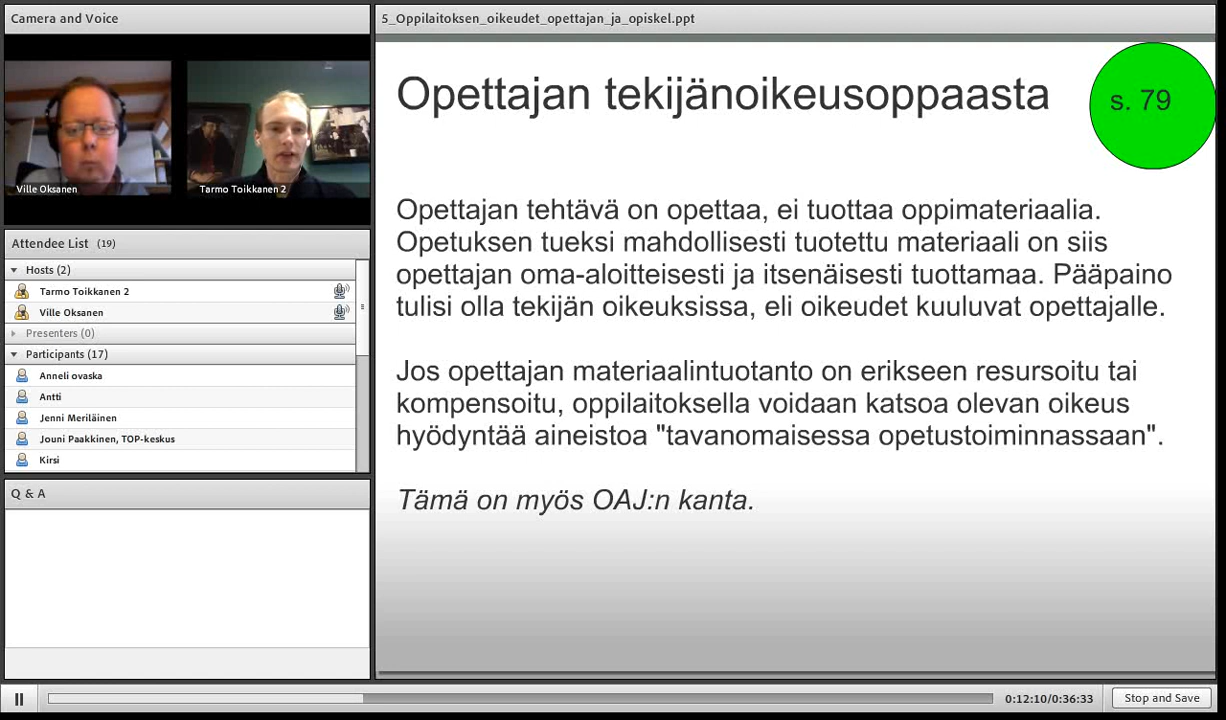 Camera and Voice
Ville Oksanen
Tarmo Toikkanen 2
Attendee List (19)
Hosts (2)
Tarmo Toikkanen 2
Ville Oksanen
Presenters (0)
Participants (17)
Anneli ovaska
Antti
Jenni Meriläinen
Jouni Paakkinen, TOP-keskus
Kirsi
Q & A
5_Oppilaitoksen_oikeudet_opettajan_ja_opiskel.ppt
Opettajan tekijänoikeusoppaasta
s. 79
Opettajan tehtävä on opettaa, ei tuottaa oppimateriaalia.
Opetuksen tueksi mahdollisesti tuotettu materiaali on siis
opettajan oma-aloitteisesti ja itsenäisesti tuottamaa. Pääpaino
tulisi olla tekijän oikeuksissa, eli oikeudet kuuluvat opettajalle.
Jos opettajan materiaalintuotanto on erikseen resursoitu tai
kompensoitu, oppilaitoksella voidaan katsoa olevan oikeus
hyödyntää aineistoa "tavanomaisessa opetustoiminnassaan".
Tämä on myös OAJ:n kanta.
0:12:10/0:36:33
Stop and Save